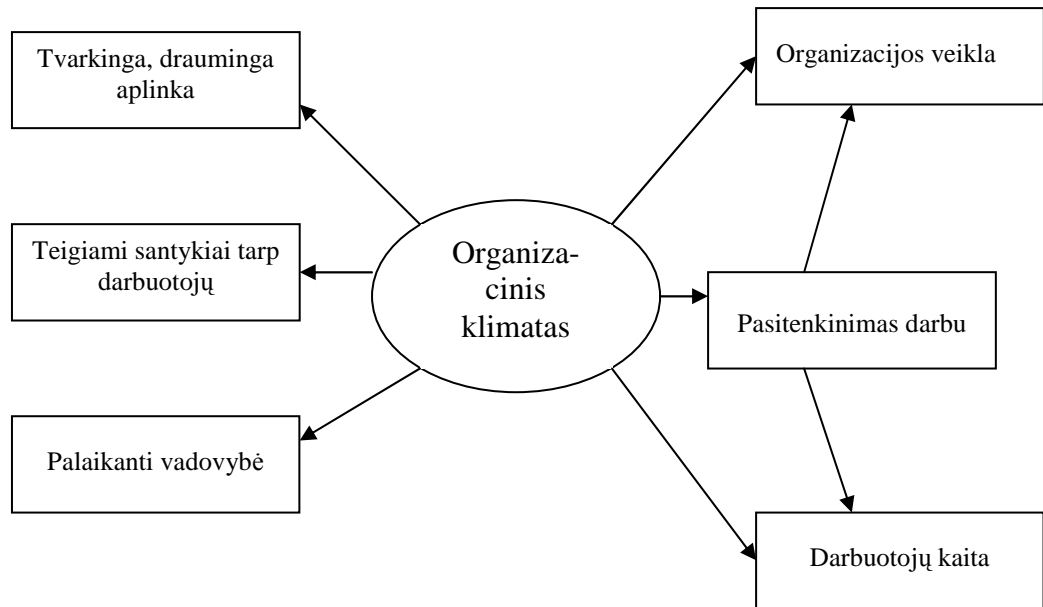 Tvarkinga, drauminga
aplinka
Organizacijos veikla
Teigiami santykiai tarp
darbuotojų
Organiza-
cinis
klimatas
Pasitenkinimas darbu
Palaikanti vadovybė
Darbuotojų kaita